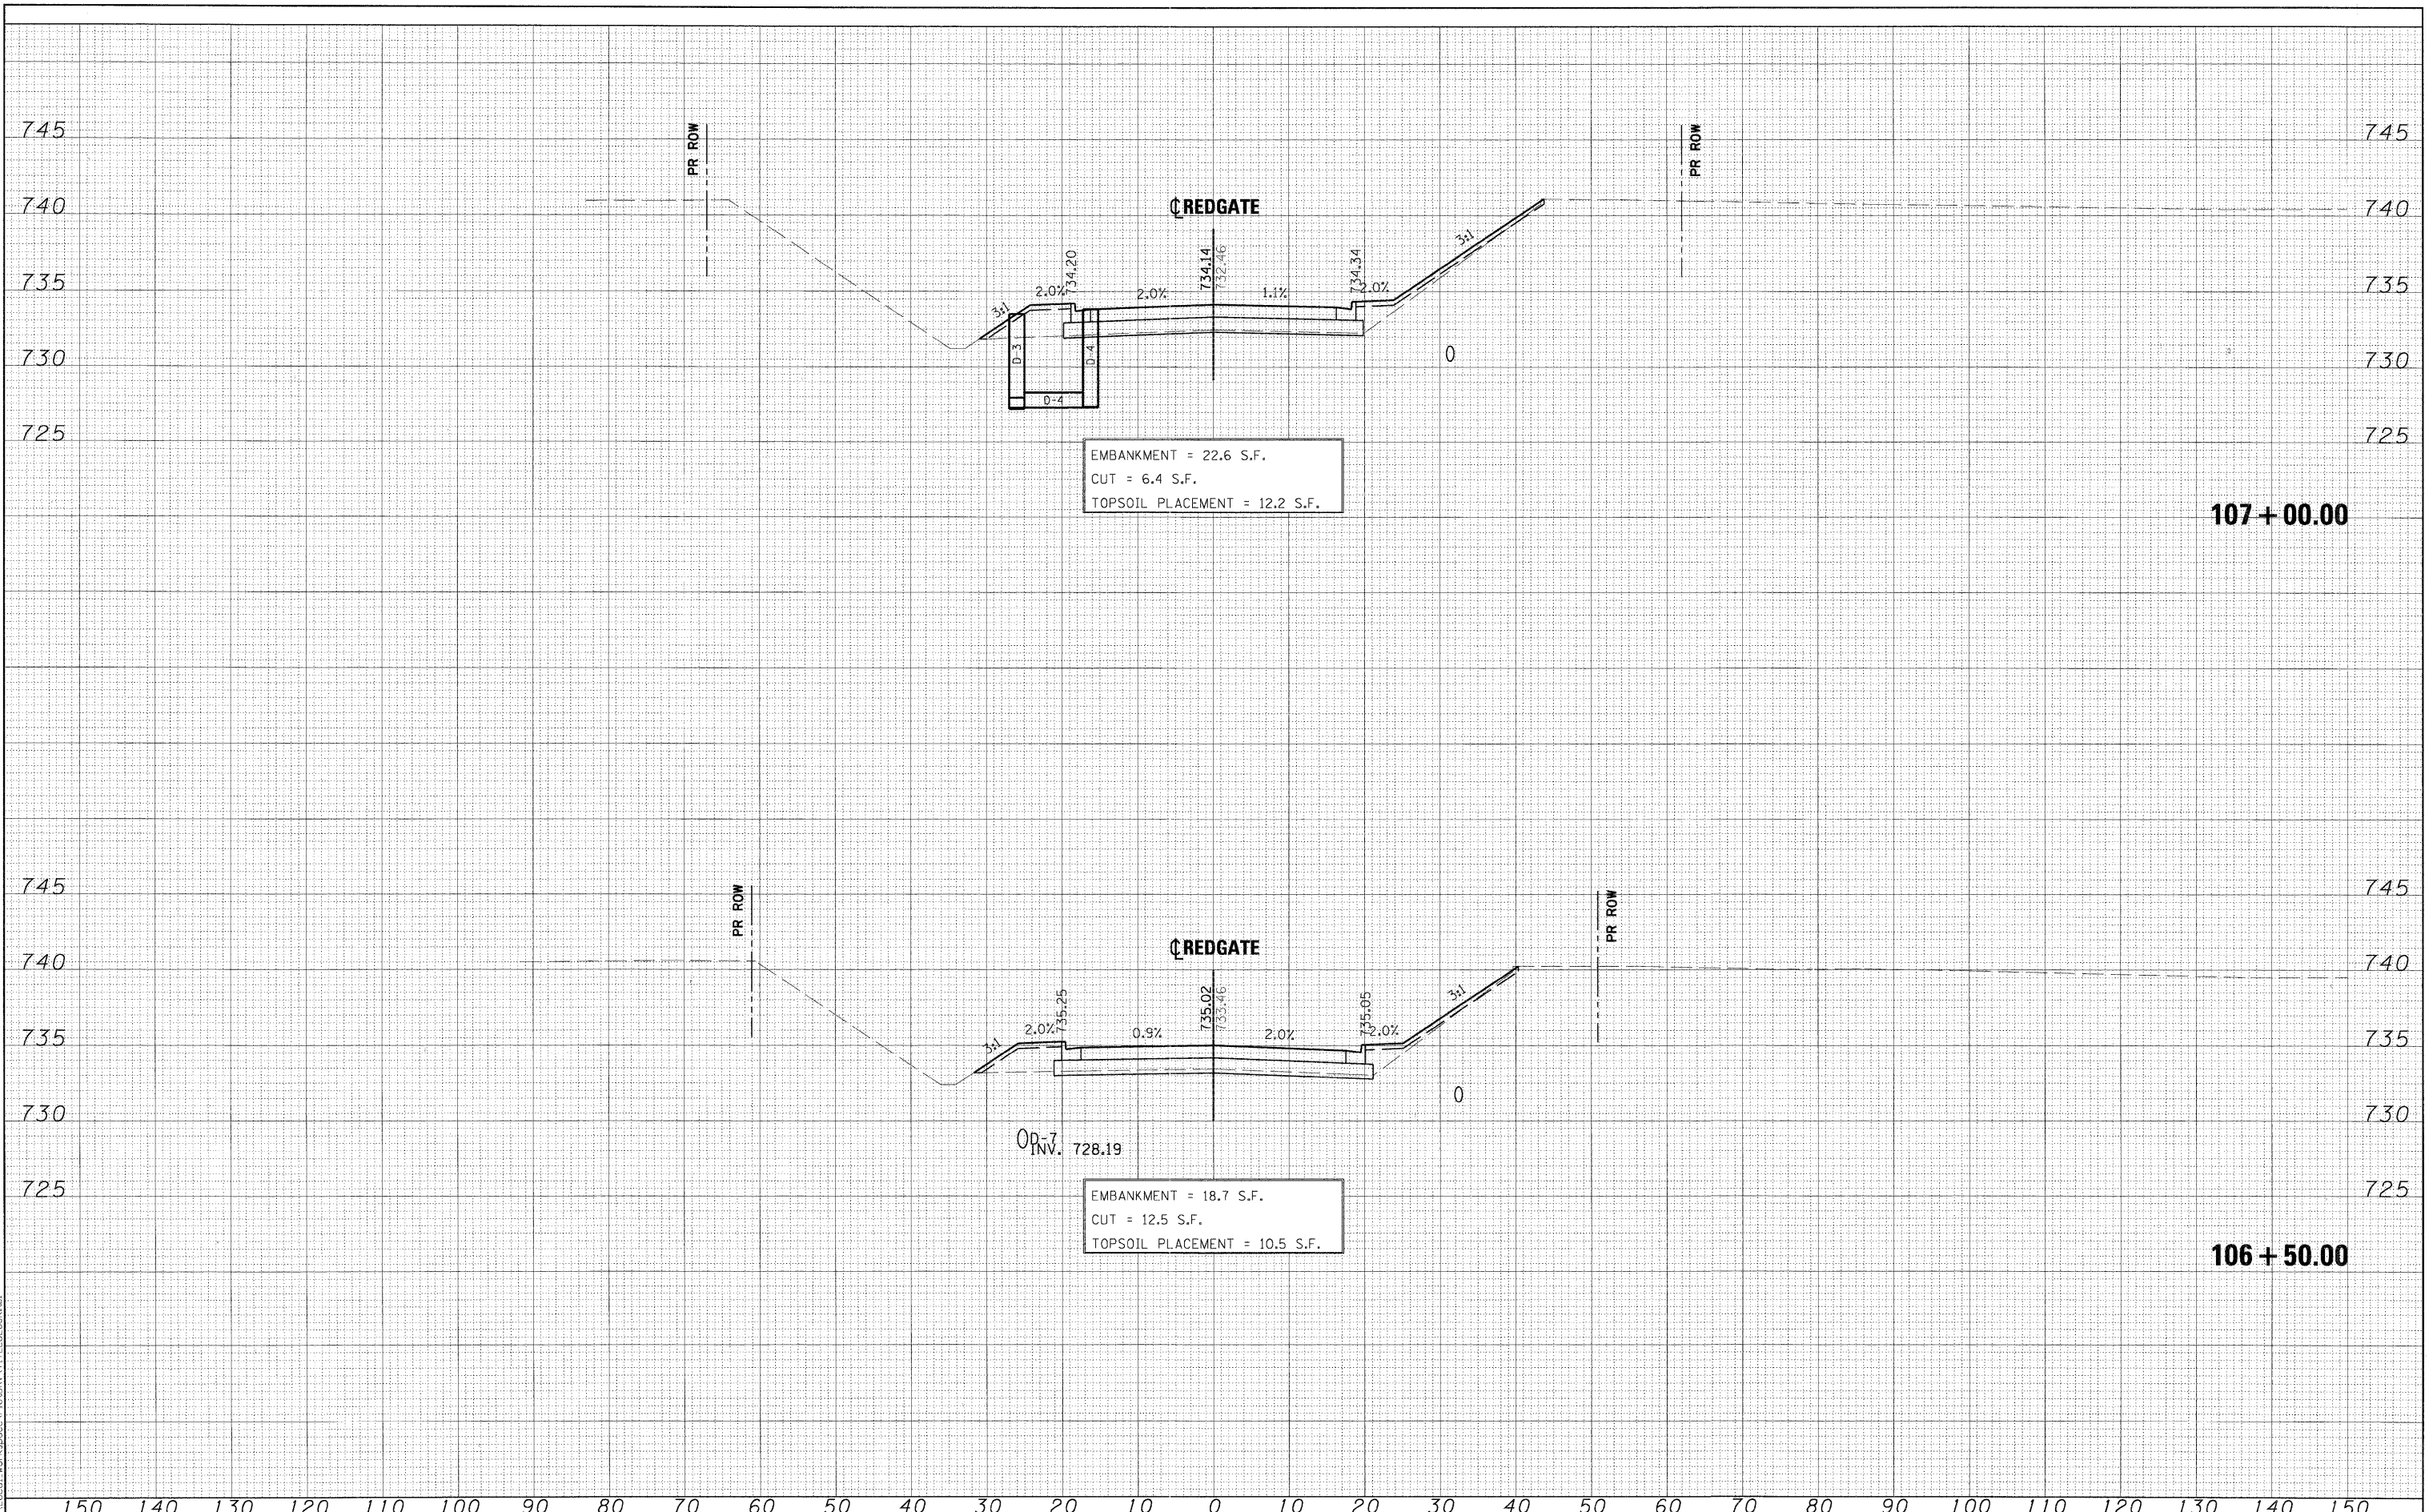 745 PR ROW PR ROW 745
740 ℄ REDGATE 740
735 3:1 2.0% 734.20 2.0% 734.14 732.46 1.1% 734.34 2.0% 3:1 735
730 D-3 D-4 730
D-4
725 725
EMBANKMENT = 22.6 S.F.
CUT = 6.4 S.F.
TOPSOIL PLACEMENT = 12.2 S.F.
107 + 00.00
745 PR ROW PR ROW 745
740 ℄ REDGATE 740
735 3:1 2.0% 735.25 0.9% 735.02 733.46 2.0% 735.05 2.0% 3:1 735
730 730
D-7
INV. 728.19
725 725
EMBANKMENT = 18.7 S.F.
CUT = 12.5 S.F.
TOPSOIL PLACEMENT = 10.5 S.F.
106 + 50.00
150 140 130 120 110 100 90 80 70 60 50 40 30 20 10 0 10 20 30 40 50 60 70 80 90 100 110 120 130 140 150